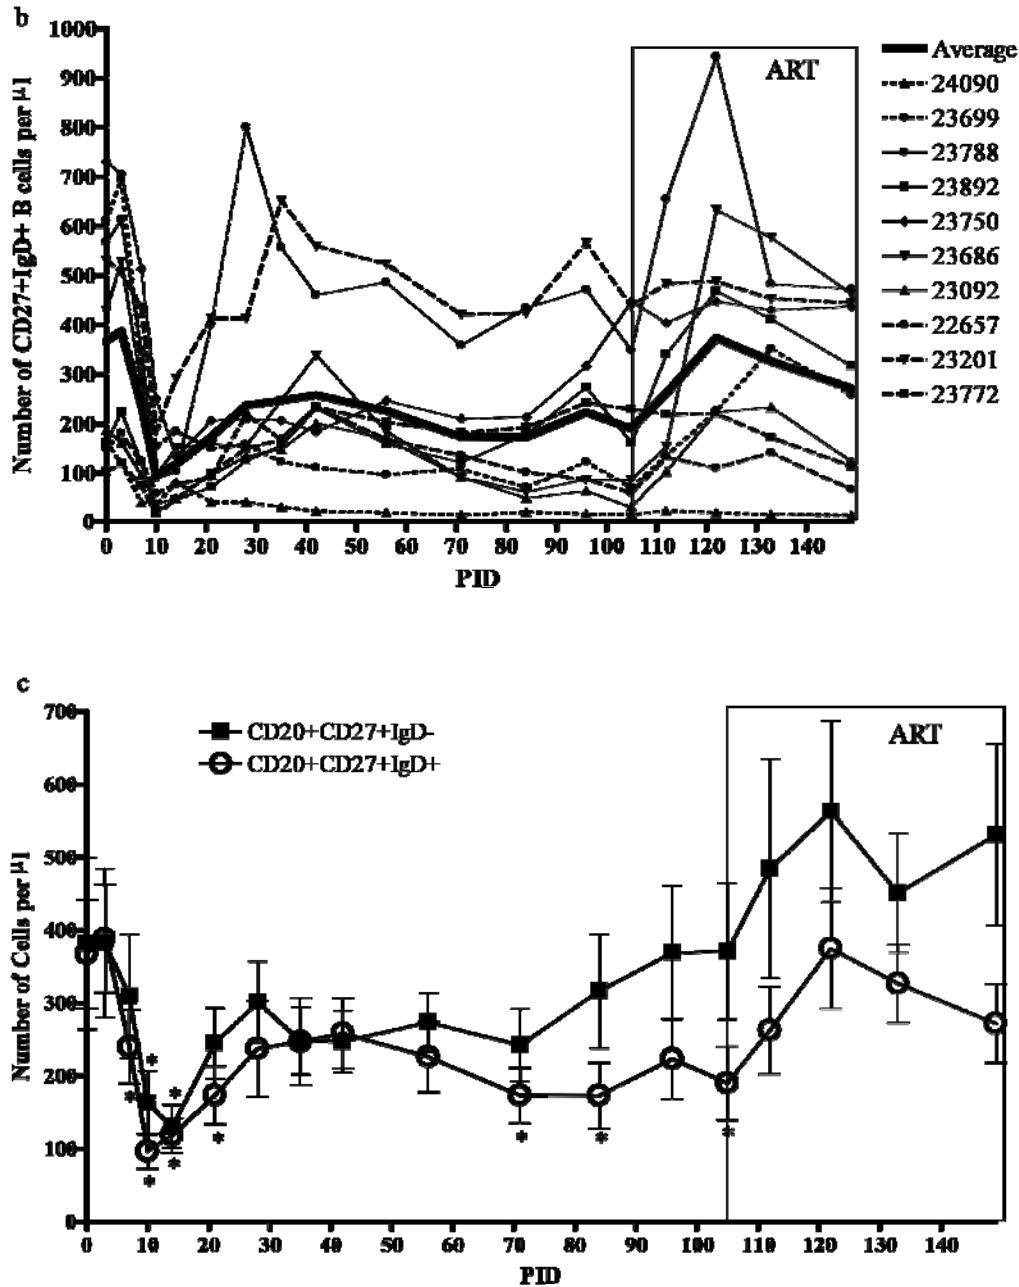 b
Number of CD27+IgD+ B cells per µl
1000
900
800
700
600
500
400
300
200
100
0
0 10 20 30 40 50 60 70 80 90 100 110 120 130 140
PID
ART
Average
24090
23699
23788
23892
23750
23686
23092
22657
23201
23772
c
Number of Cells per µl
700
600
500
400
300
200
100
0
0 10 20 30 40 50 60 70 80 90 100 110 120 130 140
PID
CD20+CD27+IgD-
CD20+CD27+IgD+
ART
* * * * * * * * *